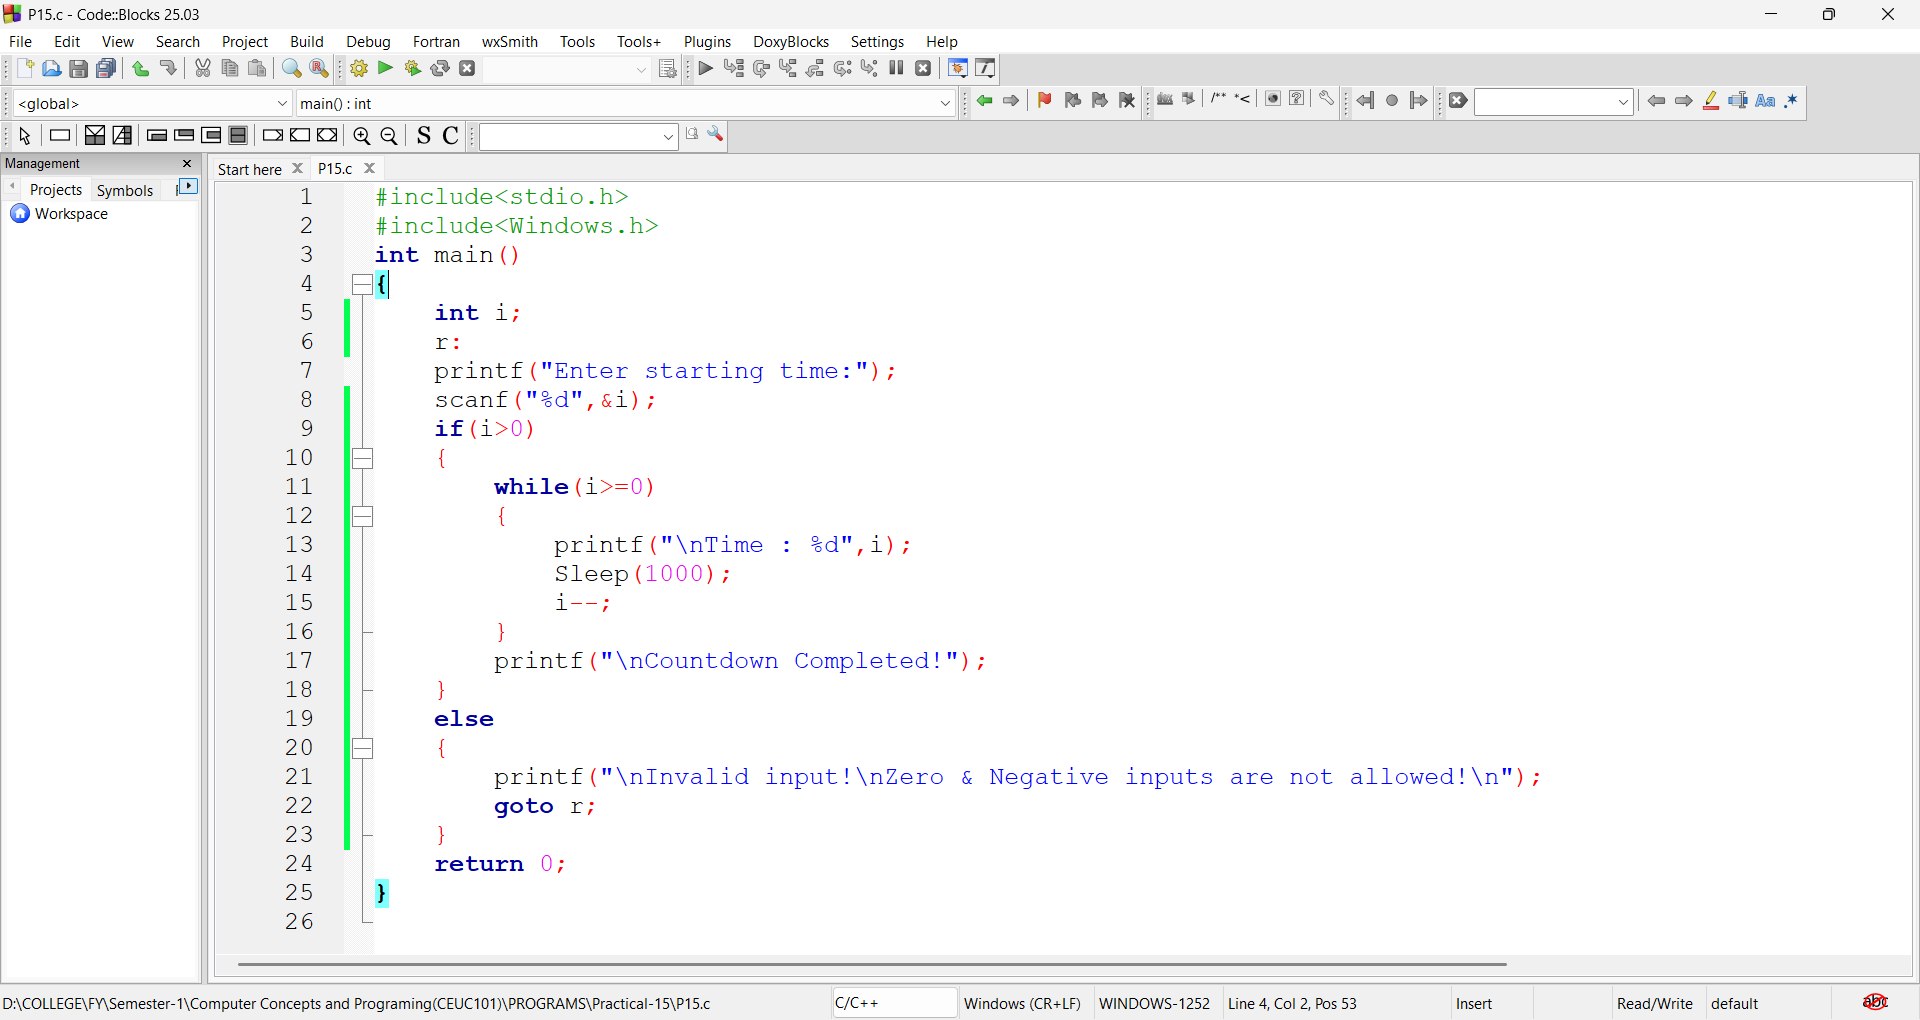 P15.c - Code::Blocks 25.03
File Edit View Search Project Build Debug Fortran wxSmith Tools Tools+ Plugins DoxyBlocks Settings Help
<global> main() : int
/** *< Aa .*
S C
Management
Start here P15.c
Projects Symbols
Workspace
1 #include<stdio.h>
2 #include<Windows.h>
3 int main()
4 {
5 int i;
6 r:
7 printf("Enter starting time:");
8 scanf("%d",&i);
9 if(i>0)
10 {
11 while(i>=0)
12 {
13 printf("\nTime : %d",i);
14 Sleep(1000);
15 i--;
16 }
17 printf("\nCountdown Completed!");
18 }
19 else
20 {
21 printf("\nInvalid input!\nZero & Negative inputs are not allowed!\n");
22 goto r;
23 }
24 return 0;
25 }
26
D:\COLLEGE\FY\Semester-1\Computer Concepts and Programing(CEUC101)\PROGRAMS\Practical-15\P15.c C/C++ Windows (CR+LF) WINDOWS-1252 Line 4, Col 2, Pos 53 Insert Read/Write default abc